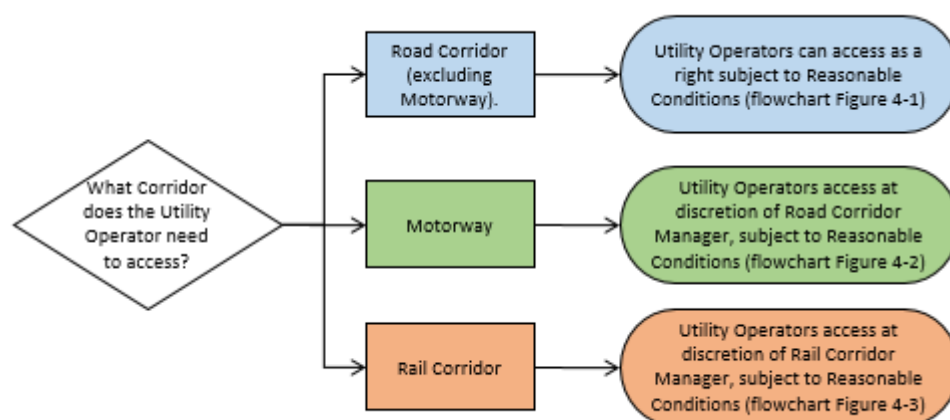 What Corridor
does the Utility
Operator need
to access?
Road Corridor
(excluding
Motorway).
Utility Operators can access as a
right subject to Reasonable
Conditions (flowchart Figure 4-1)
Motorway
Utility Operators access at
discretion of Road Corridor
Manager, subject to Reasonable
Conditions (flowchart Figure 4-2)
Rail Corridor
Utility Operators access at
discretion of Rail Corridor
Manager, subject to Reasonable
Conditions (flowchart Figure 4-3)